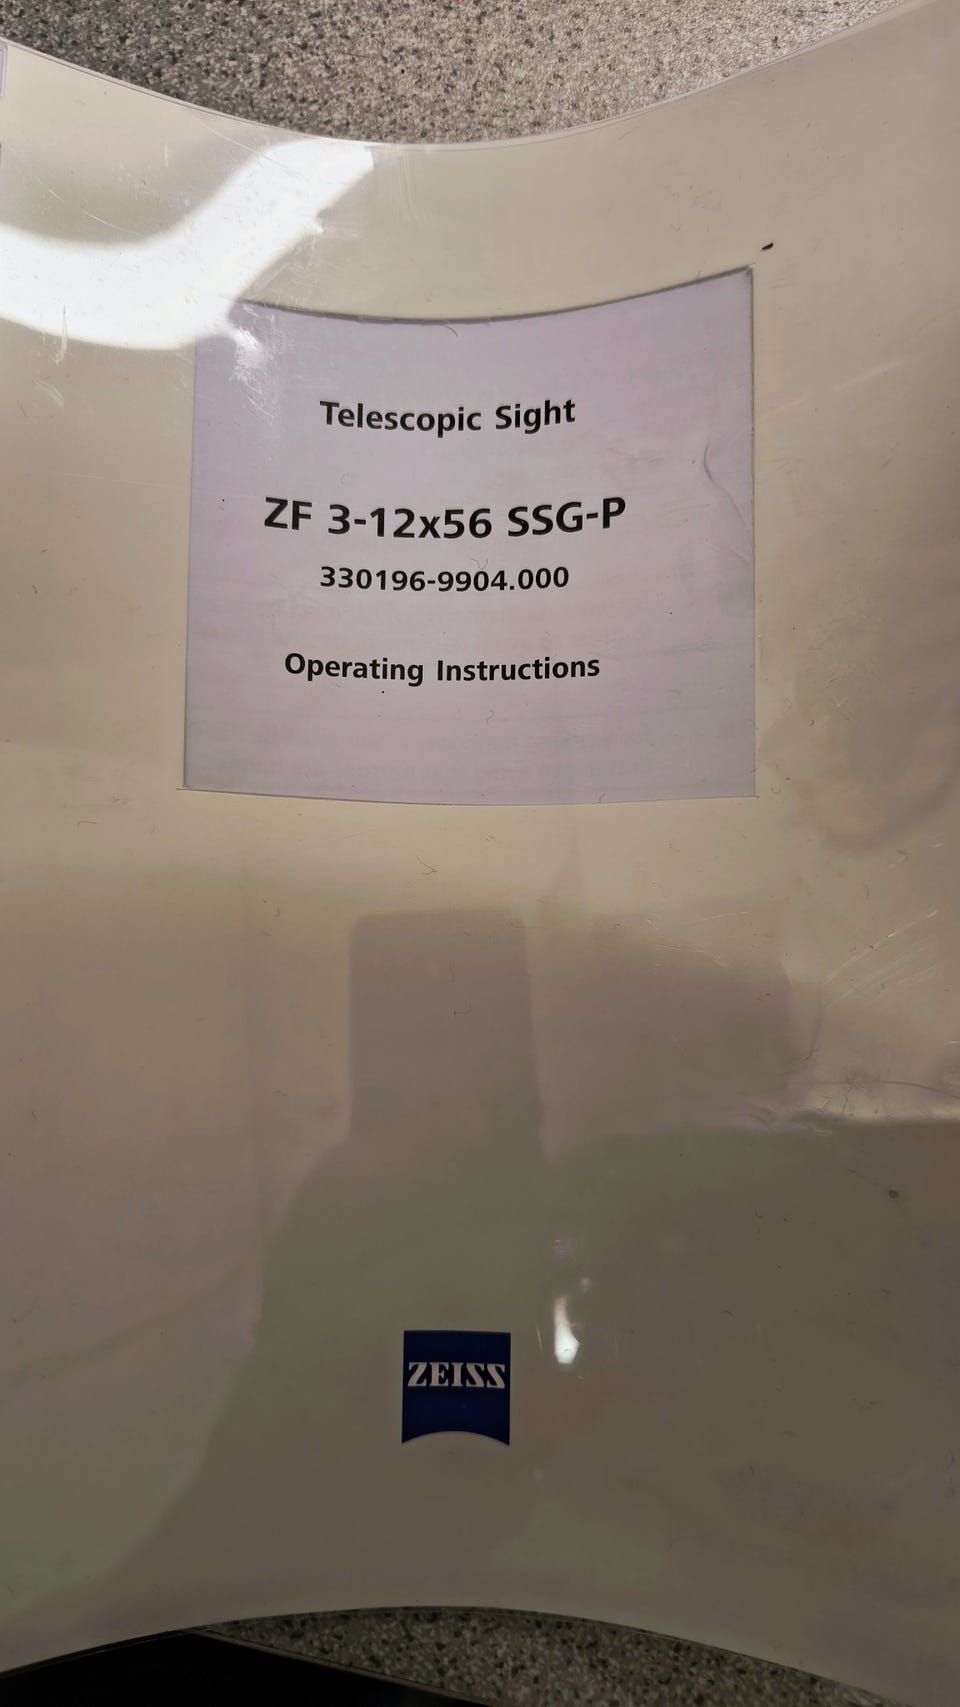 Telescopic Sight
ZF 3-12x56 SSG-P
330196-9904.000
Operating Instructions
ZEISS